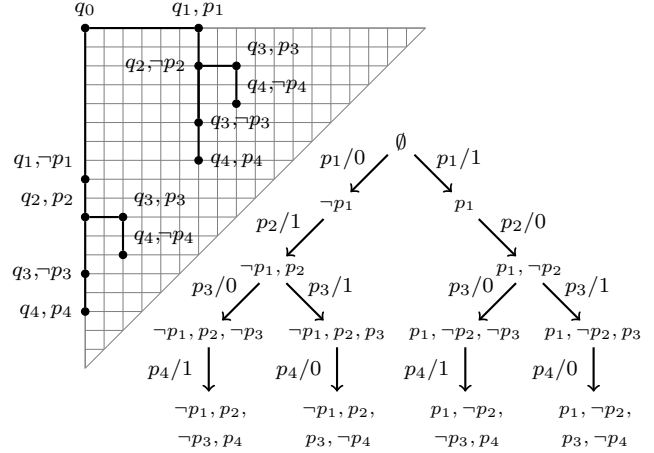 q₀
q₁, p₁
q₃, p₃
q₂,¬p₂
q₄,¬p₄
q₃,¬p₃
q₄, p₄
q₁,¬p₁
q₂, p₂
q₃, p₃
q₄,¬p₄
q₃,¬p₃
q₄, p₄
∅
p₁/0
p₁/1
¬p₁
p₁
p₂/1
p₂/0
¬p₁, p₂
p₁, ¬p₂
p₃/0
p₃/1
p₃/0
p₃/1
¬p₁, p₂, ¬p₃
¬p₁, p₂, p₃
p₁, ¬p₂, ¬p₃
p₁, ¬p₂, p₃
p₄/1
p₄/0
p₄/1
p₄/0
¬p₁, p₂,
¬p₃, p₄
¬p₁, p₂,
p₃, ¬p₄
p₁, ¬p₂,
¬p₃, p₄
p₁, ¬p₂,
p₃, ¬p₄